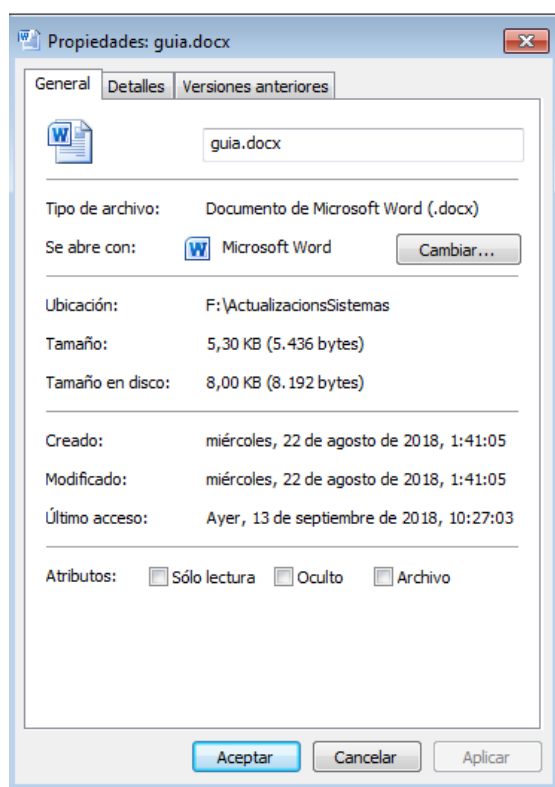 Propiedades: guia.docx
General Detalles Versiones anteriores
guia.docx
Tipo de archivo: Documento de Microsoft Word (.docx)
Se abre con: Microsoft Word Cambiar...
Ubicación: F:\ActualizacionsSistemas
Tamaño: 5,30 KB (5.436 bytes)
Tamaño en disco: 8,00 KB (8.192 bytes)
Creado: miércoles, 22 de agosto de 2018, 1:41:05
Modificado: miércoles, 22 de agosto de 2018, 1:41:05
Último acceso: Ayer, 13 de septiembre de 2018, 10:27:03
Atributos: Sólo lectura Oculto Archivo
Aceptar Cancelar Aplicar